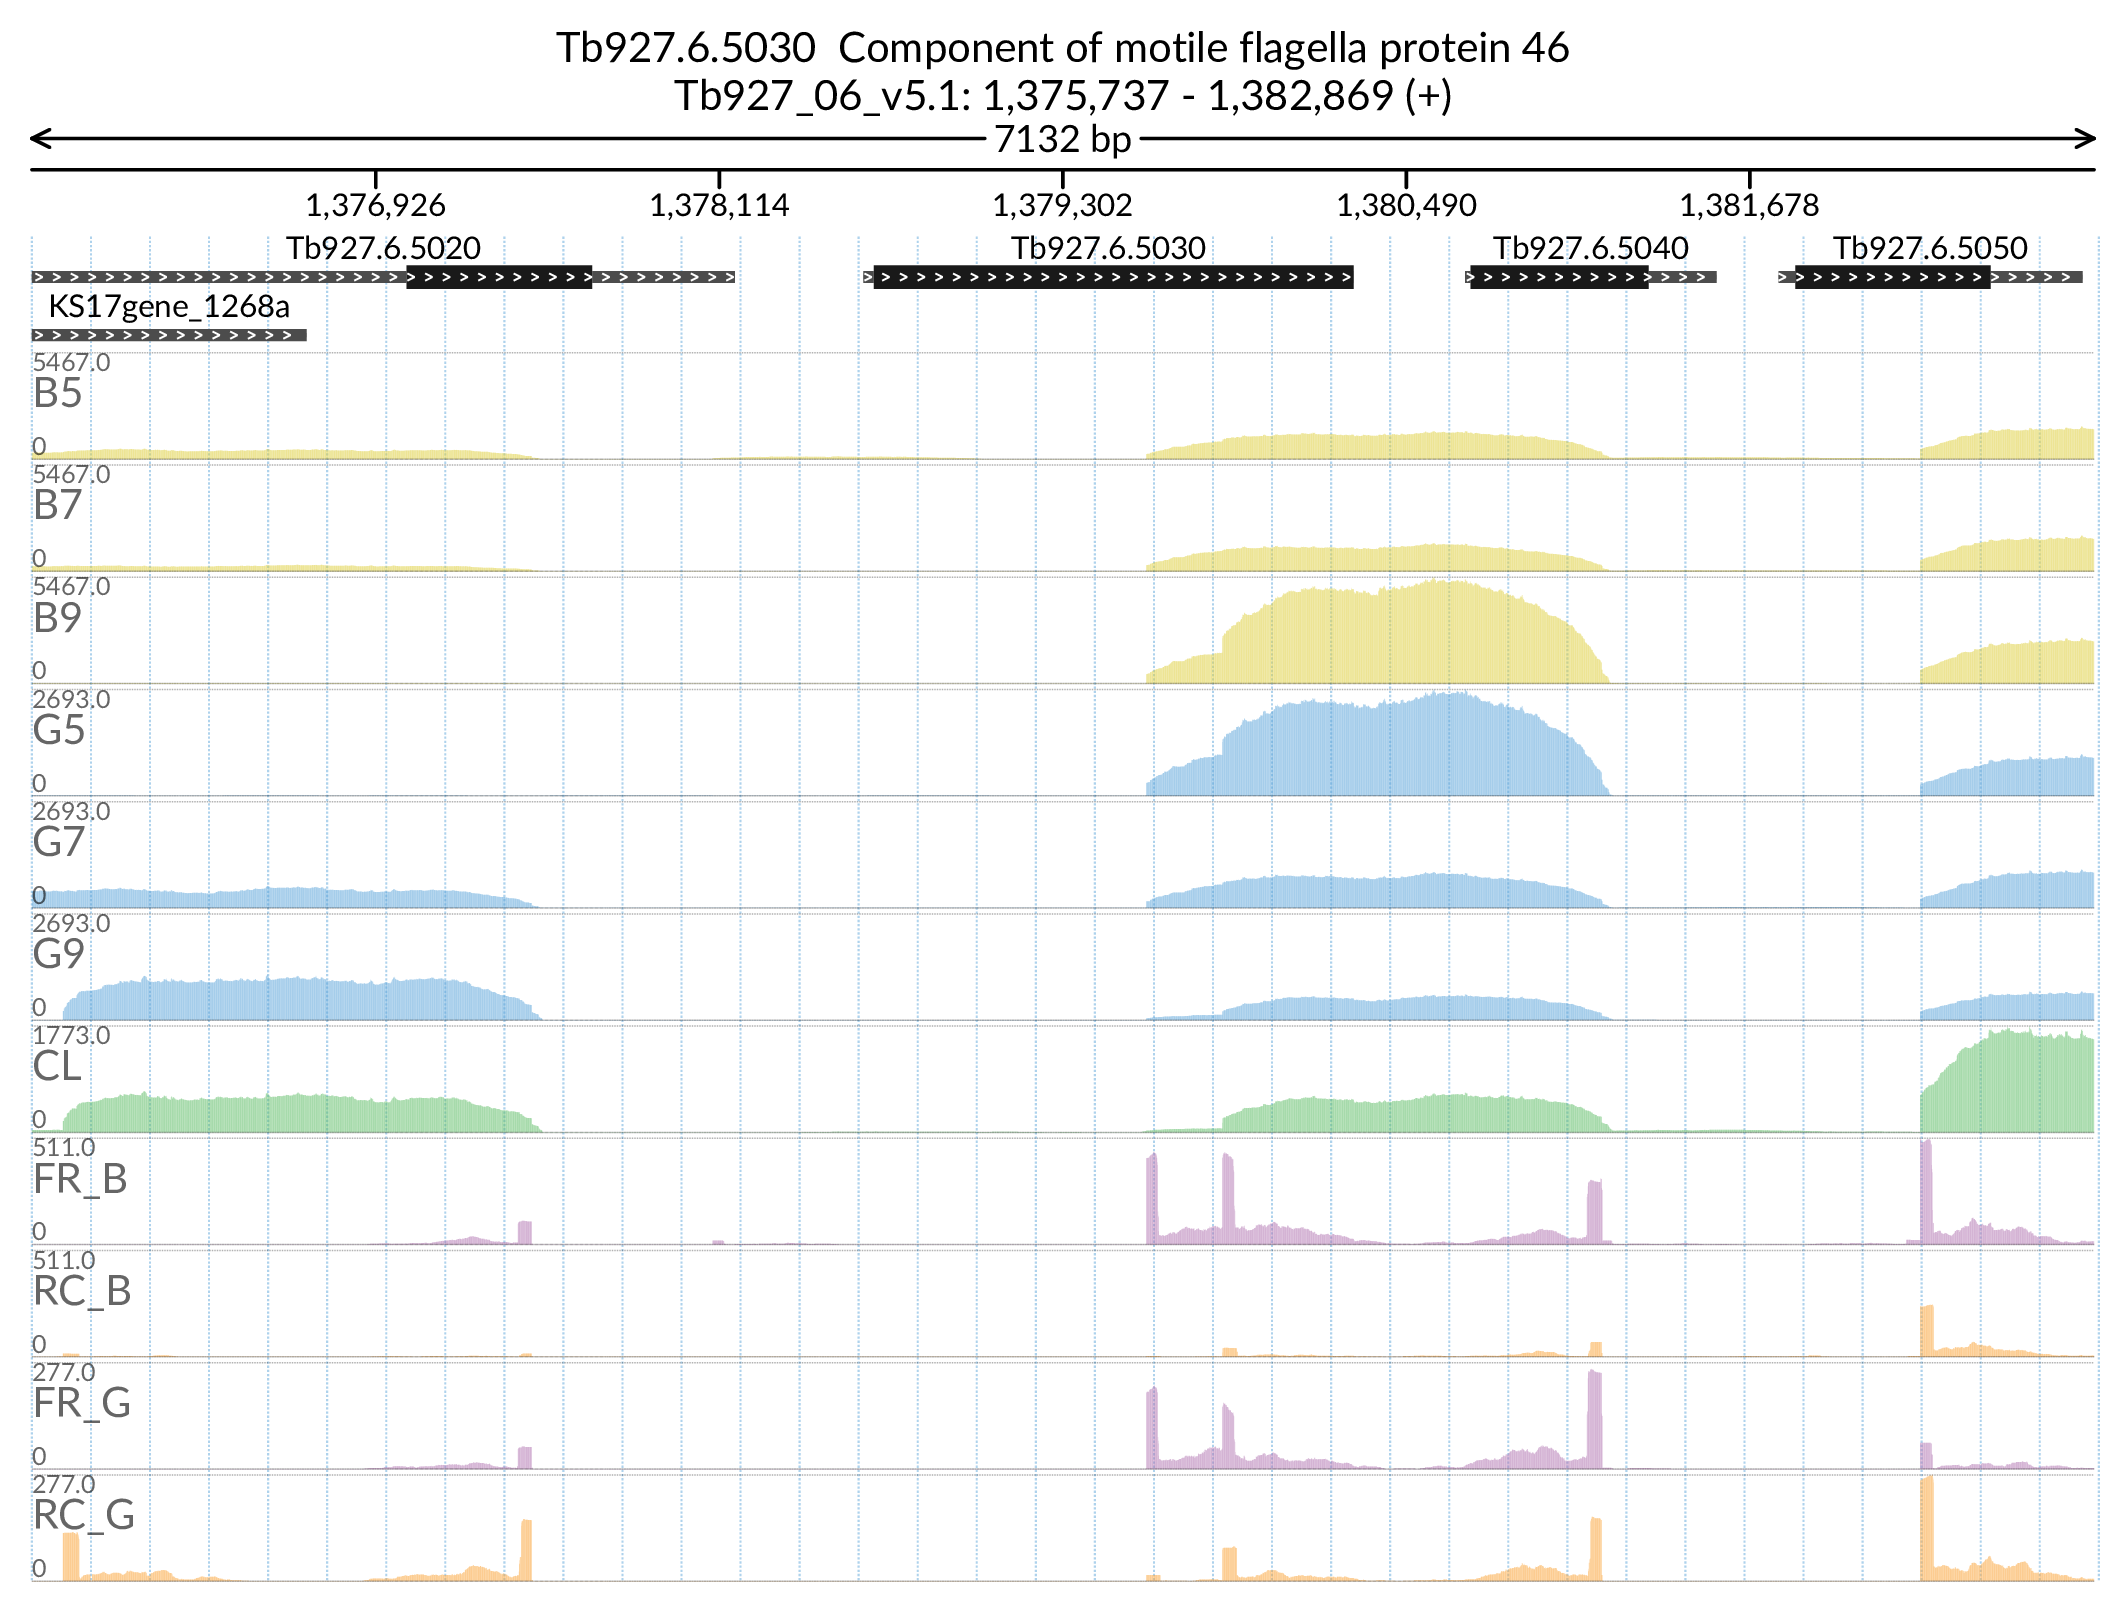 Tb927.6.5030 Component of motile flagella protein 46
Tb927_06_v5.1: 1,375,737 - 1,382,869 (+)
7132 bp
1,376,926 1,378,114 1,379,302 1,380,490 1,381,678
Tb927.6.5020 Tb927.6.5030 Tb927.6.5040 Tb927.6.5050
KS17gene_1268a
5467.0
B5
0
5467.0
B7
0
5467.0
B9
0
2693.0
G5
0
2693.0
G7
0
2693.0
G9
0
1773.0
CL
0
511.0
FR_B
0
511.0
RC_B
0
277.0
FR_G
0
277.0
RC_G
0